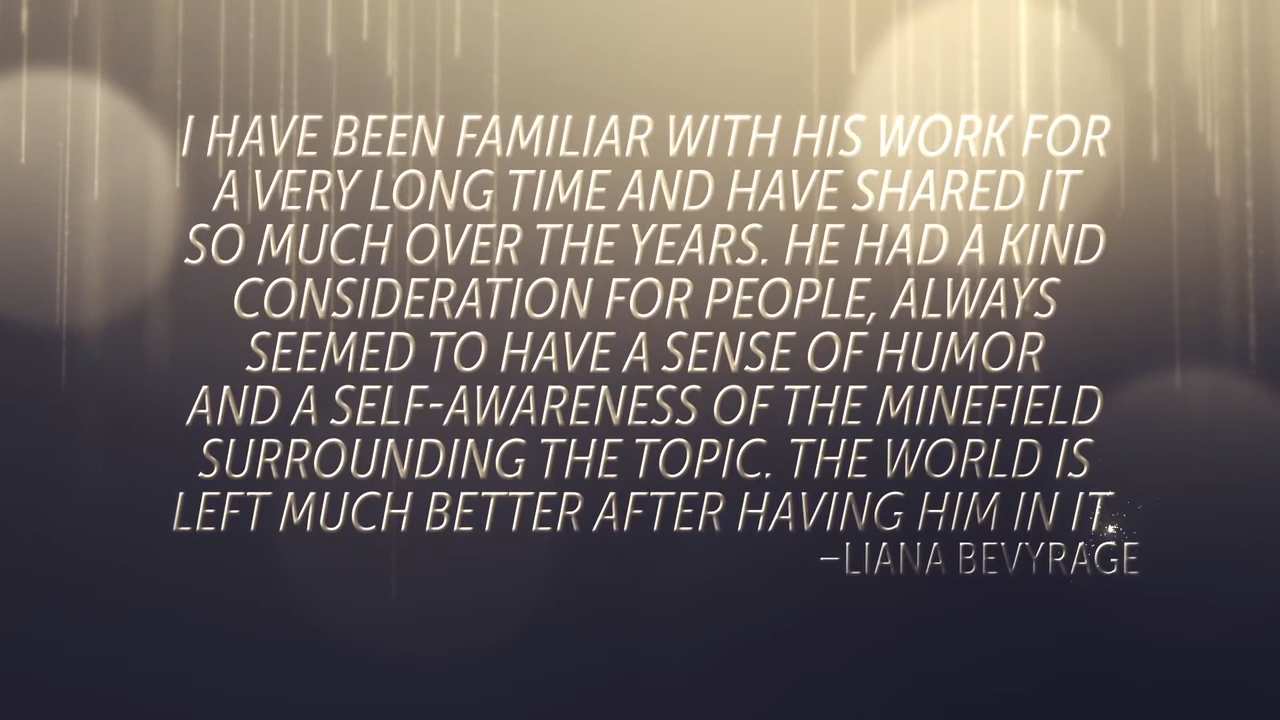 I HAVE BEEN FAMILIAR WITH HIS WORK FOR
A VERY LONG TIME AND HAVE SHARED IT
SO MUCH OVER THE YEARS. HE HAD A KIND
CONSIDERATION FOR PEOPLE, ALWAYS
SEEMED TO HAVE A SENSE OF HUMOR
AND A SELF-AWARENESS OF THE MINEFIELD
SURROUNDING THE TOPIC. THE WORLD IS
LEFT MUCH BETTER AFTER HAVING HIM IN IT.
–LIANA BEVYRAGE